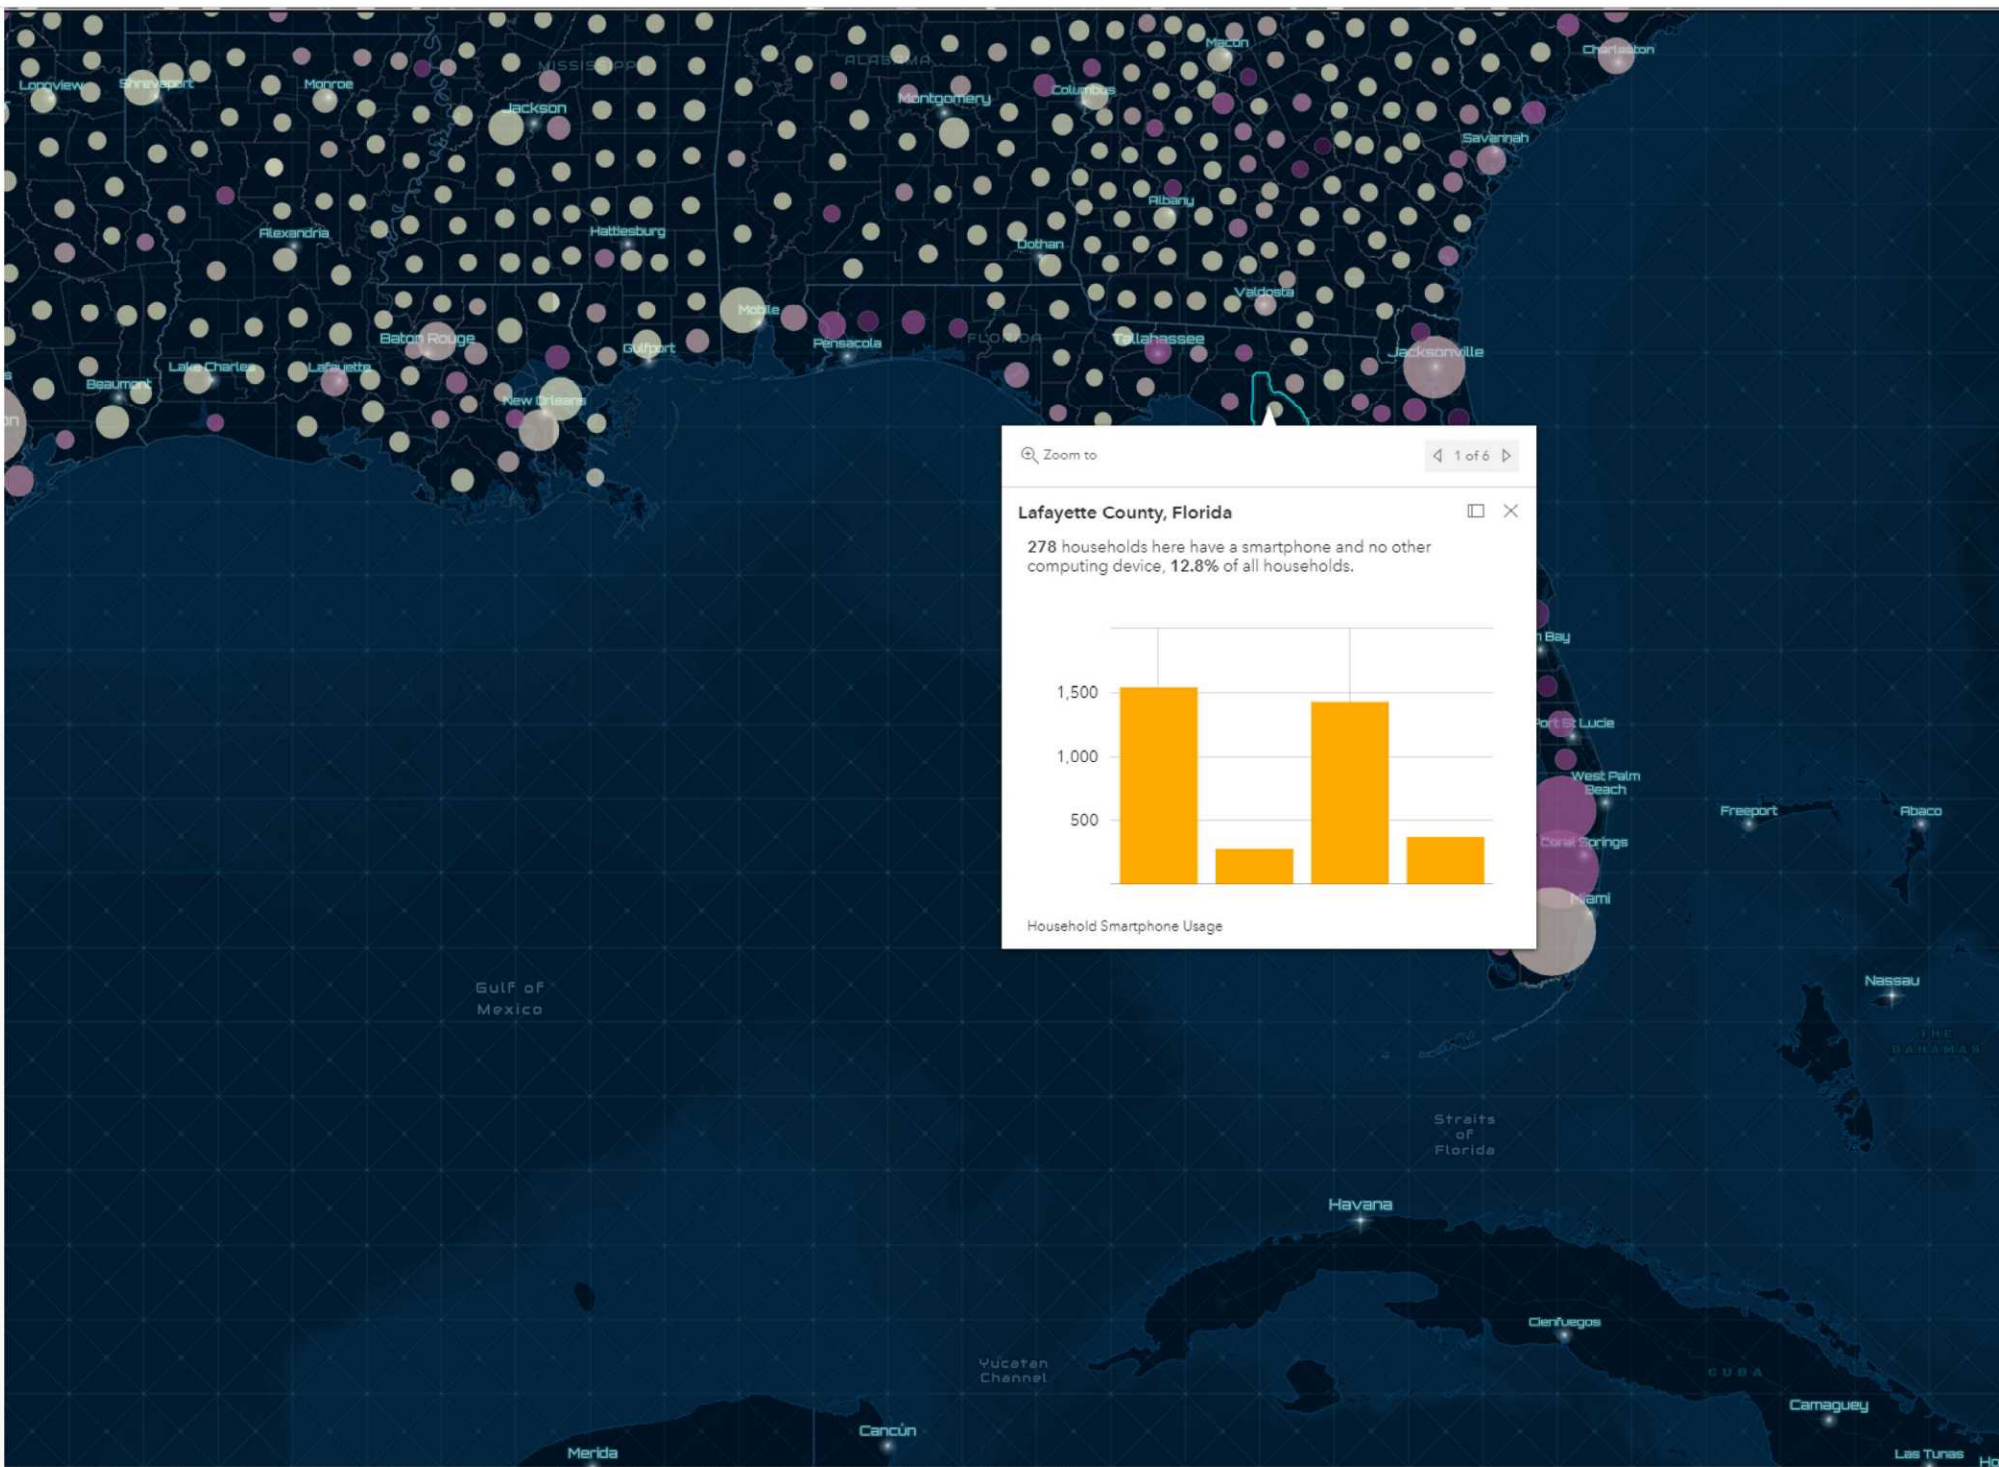 Macon
Charleston
MISSISSIPPI
ALABAMA
Longview
Shreveport
Monroe
Jackson
Montgomery
Columbus
Savannah
Albany
Alexandria
Hattiesburg
Dothan
Valdosta
Mobile
Baton Rouge
Gulfport
Pensacola
FLORIDA
Tallahassee
Jacksonville
Beaumont
Lake Charles
Lafayette
New Orleans
Zoom to
1 of 6
Lafayette County, Florida
278 households here have a smartphone and no other
computing device, 12.8% of all households.
1,500
1,000
500
Household Smartphone Usage
Bay
Port St Lucie
West Palm
Beach
Coral Springs
Miami
Freeport
Abaco
Nassau
THE
BAHAMAS
Gulf of
Mexico
Straits
of
Florida
Havana
Cienfuegos
CUBA
Camaguey
Las Tunas
Yucatan
Channel
Cancún
Merida